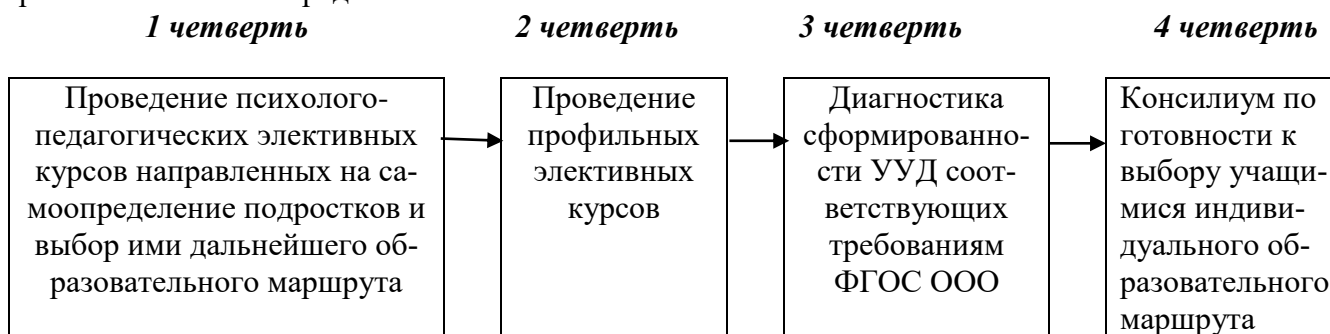 1 четверть
2 четверть
3 четверть
4 четверть
Проведение психолого-
педагогических элективных
курсов направленных на са-
моопределение подростков и
выбор ими дальнейшего об-
разовательного маршрута
Проведение
профильных
элективных
курсов
Диагностика
сформированно-
сти УУД соот-
ветствующих
требованиям
ФГОС ООО
Консилиум по
готовности к
выбору учащи-
мися индиви-
дуального об-
разовательного
маршрута